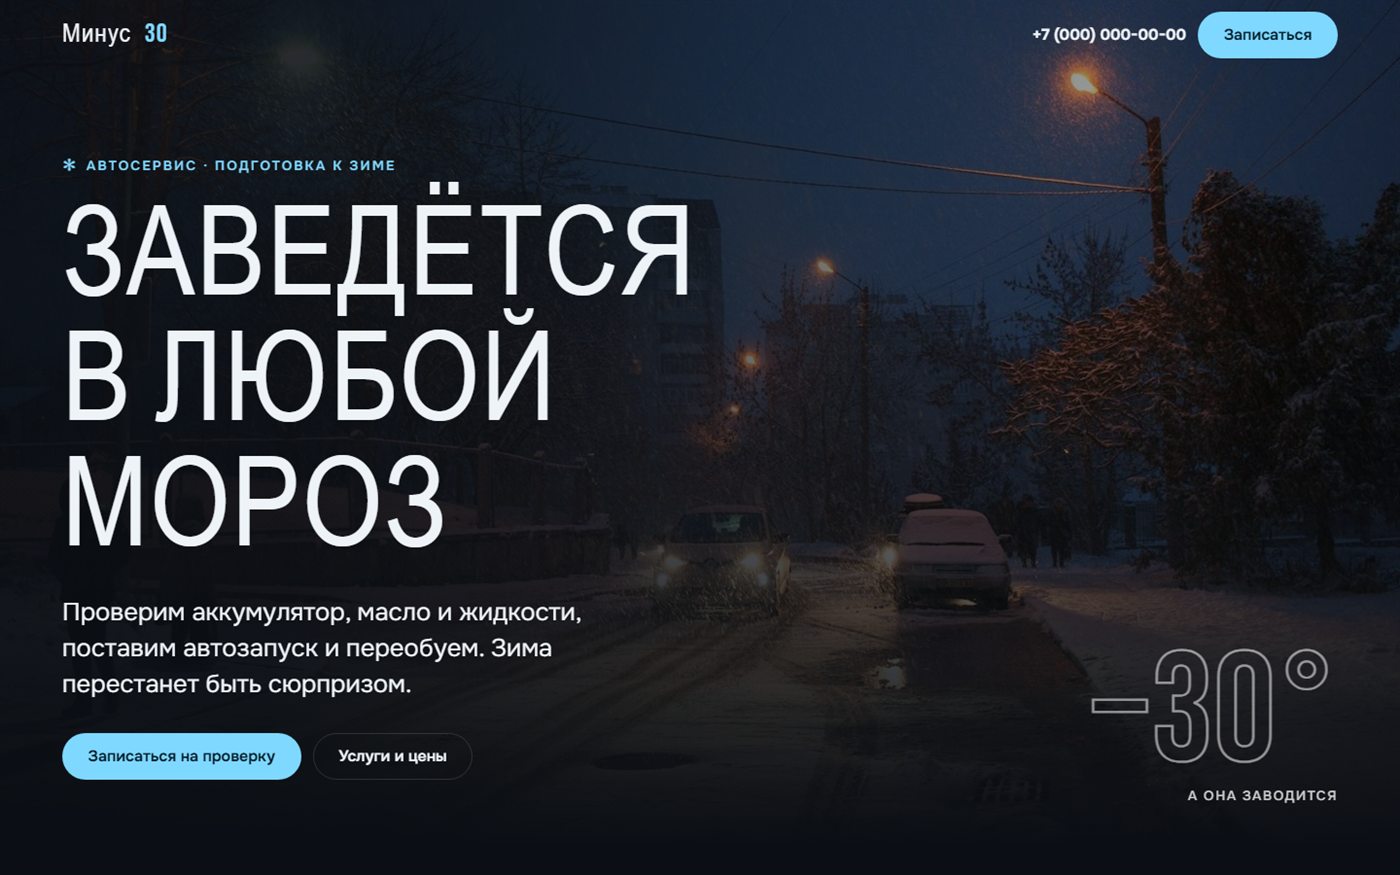 Минус 30
+7 (000) 000-00-00
Записаться
* АВТОСЕРВИС · ПОДГОТОВКА К ЗИМЕ
ЗАВЕДЁТСЯ
В ЛЮБОЙ
МОРОЗ
Проверим аккумулятор, масло и жидкости,
поставим автозапуск и переобуем. Зима
перестанет быть сюрпризом.
Записаться на проверку
Услуги и цены
−30°
А ОНА ЗАВОДИТСЯ